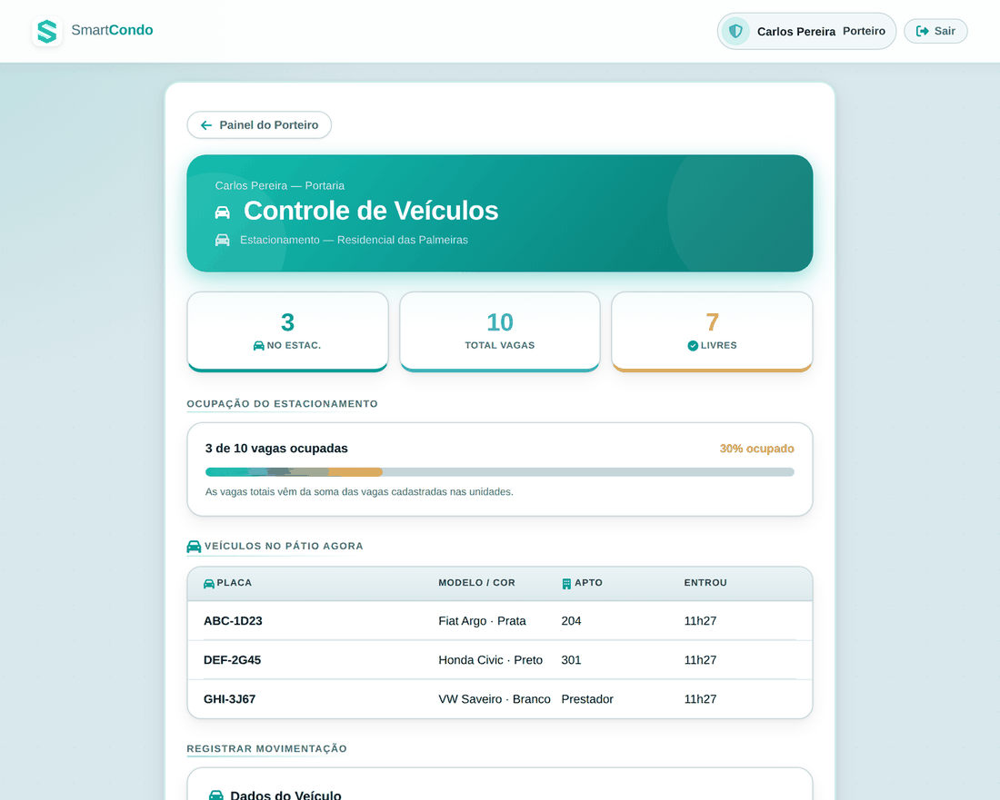 SmartCondo
Carlos Pereira Porteiro
Sair
Painel do Porteiro
Carlos Pereira — Portaria
Controle de Veículos
Estacionamento — Residencial das Palmeiras
3
NO ESTAC.
10
TOTAL VAGAS
7
LIVRES
OCUPAÇÃO DO ESTACIONAMENTO
3 de 10 vagas ocupadas 30% ocupado
As vagas totais vêm da soma das vagas cadastradas nas unidades.
VEÍCULOS NO PÁTIO AGORA
PLACA MODELO / COR APTO ENTROU
ABC-1D23 Fiat Argo · Prata 204 11h27
DEF-2G45 Honda Civic · Preto 301 11h27
GHI-3J67 VW Saveiro · Branco Prestador 11h27
REGISTRAR MOVIMENTAÇÃO
Dados do Veículo